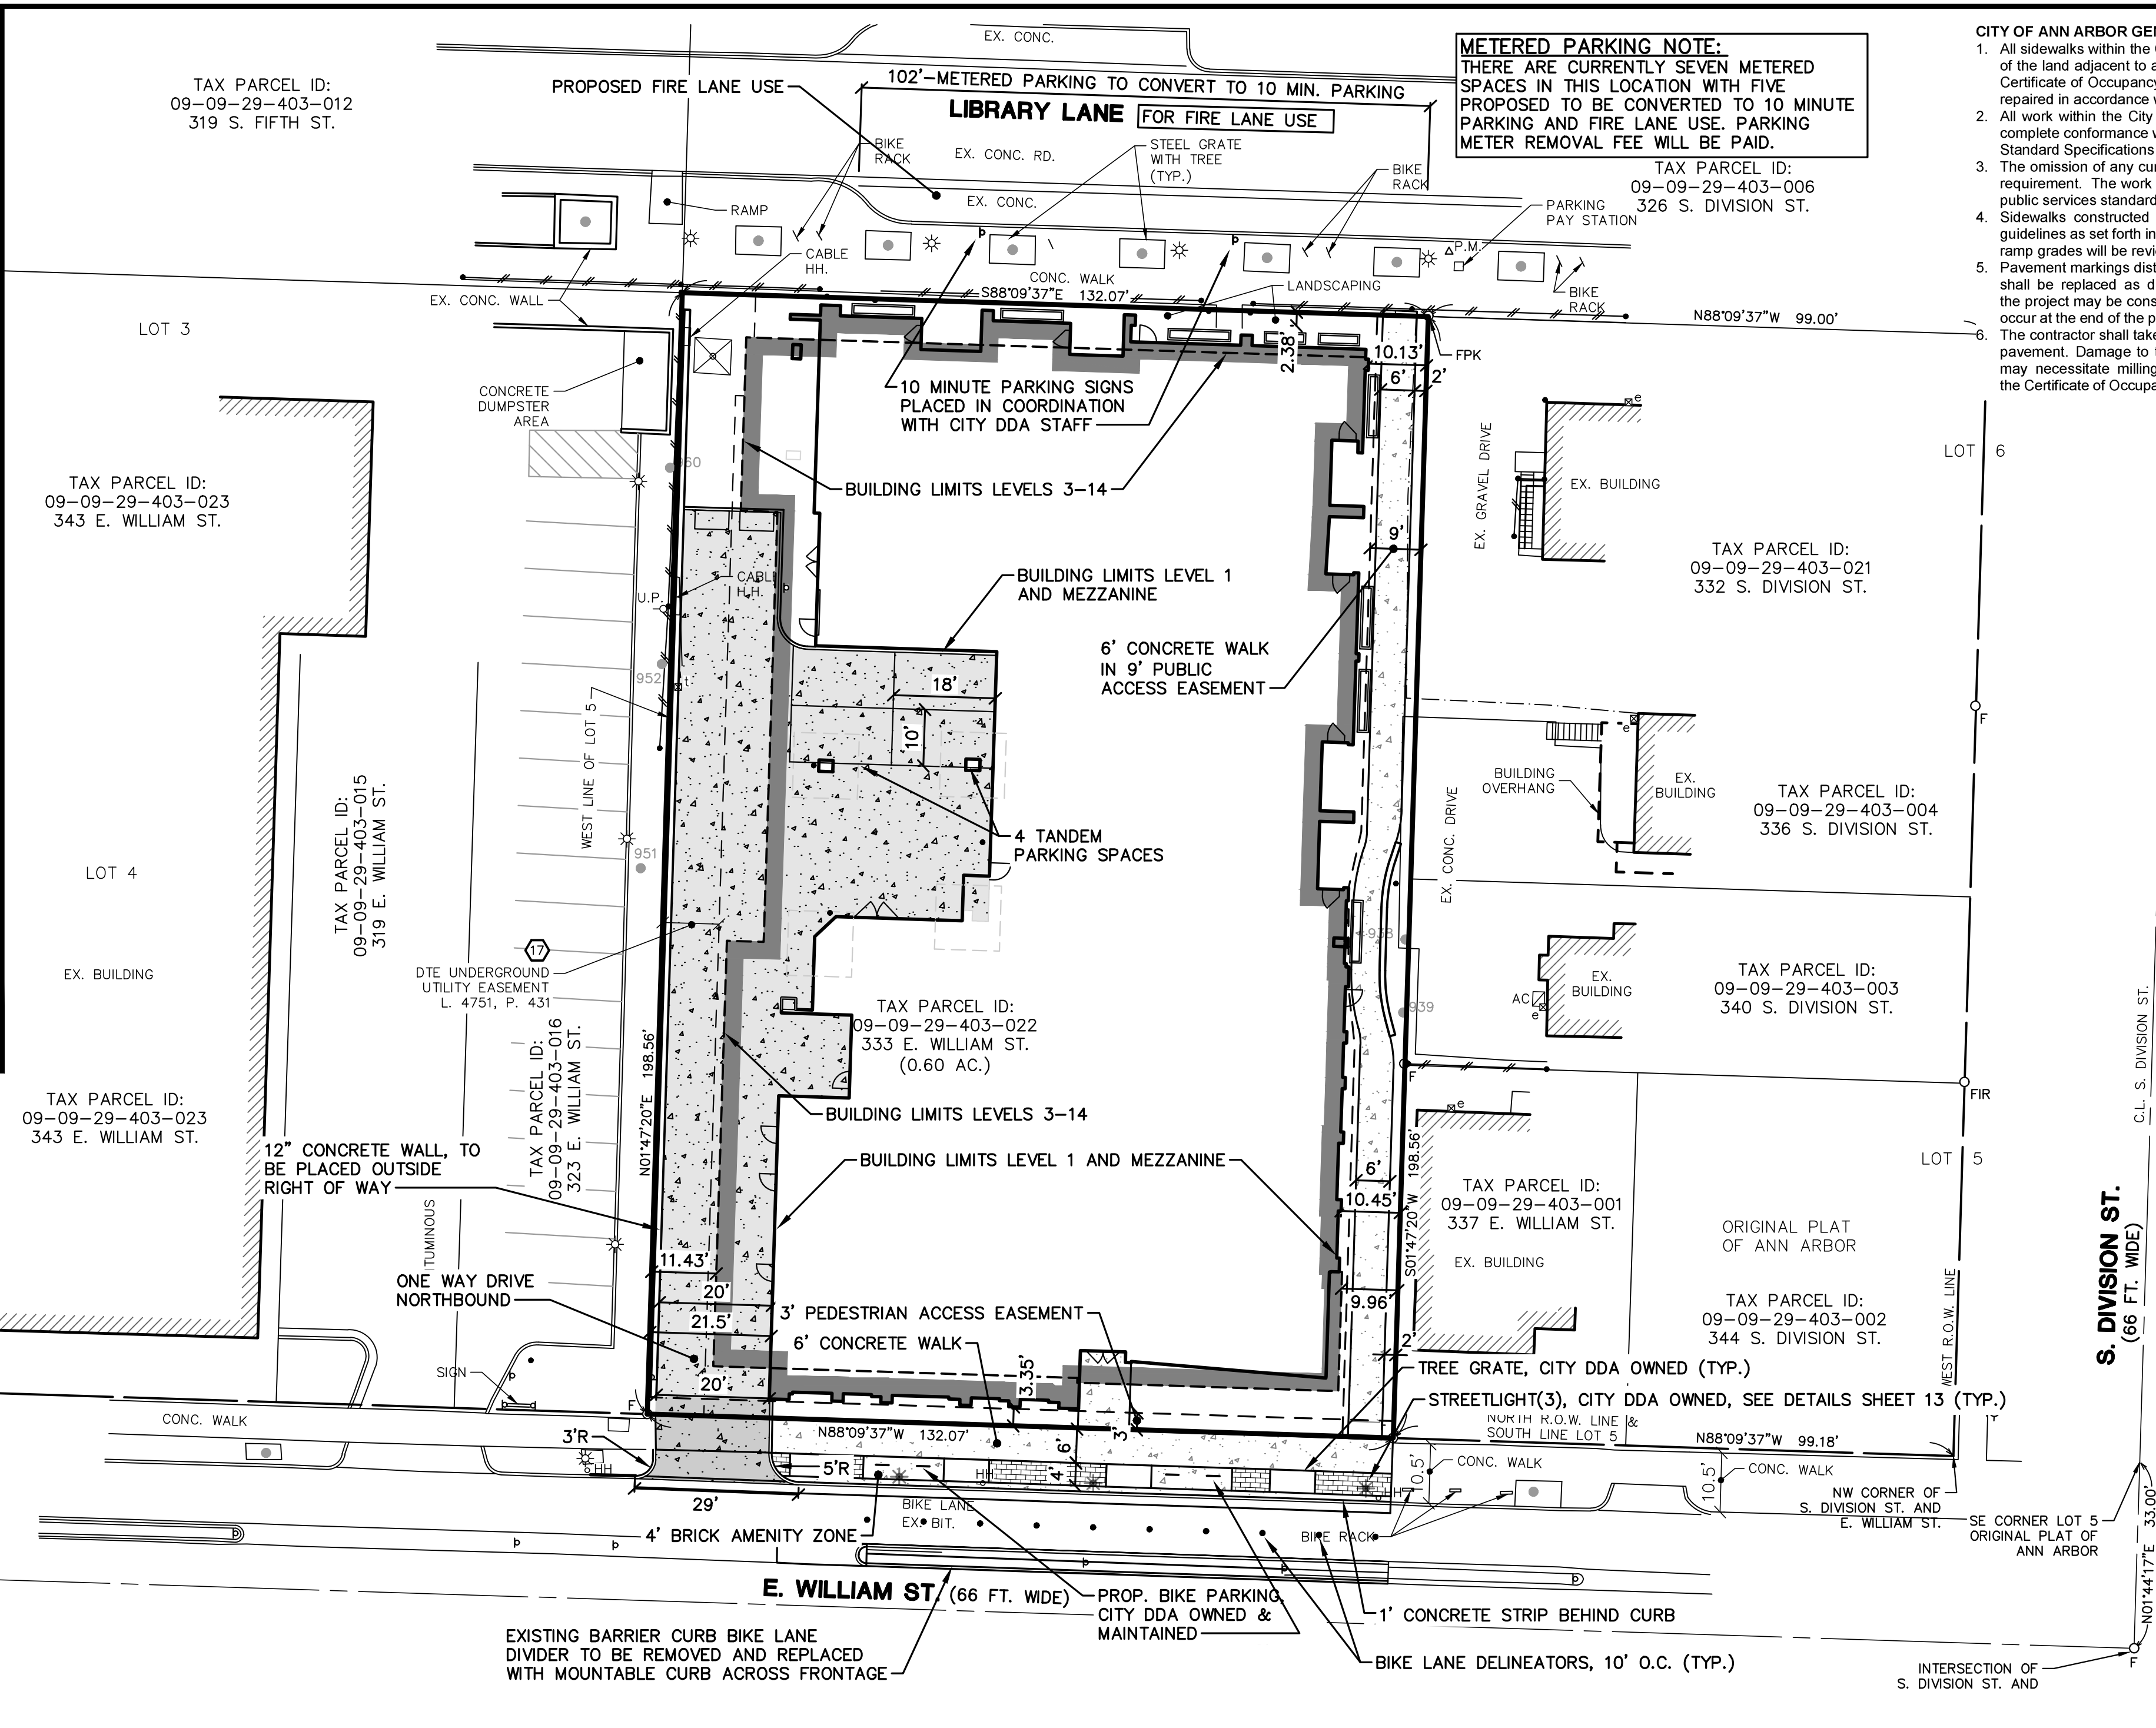 EX. CONC.
METERED PARKING NOTE:
THERE ARE CURRENTLY SEVEN METERED
SPACES IN THIS LOCATION WITH FIVE
PROPOSED TO BE CONVERTED TO 10 MINUTE
PARKING AND FIRE LANE USE. PARKING
METER REMOVAL FEE WILL BE PAID.
CITY OF ANN ARBOR GE
1. All sidewalks within the
of the land adjacent to a
Certificate of Occupancy
repaired in accordance
2. All work within the City
complete conformance
Standard Specifications
3. The omission of any cu
requirement. The work
public services standard
4. Sidewalks constructed
guidelines as set forth in
ramp grades will be revi
5. Pavement markings dist
shall be replaced as d
the project may be cons
occur at the end of the p
6. The contractor shall take
pavement. Damage to
may necessitate milling
the Certificate of Occupa
TAX PARCEL ID:
09-09-29-403-012
319 S. FIFTH ST.
PROPOSED FIRE LANE USE
102'-METERED PARKING TO CONVERT TO 10 MIN. PARKING
LIBRARY LANE FOR FIRE LANE USE
BIKE
RACK
EX. CONC. RD.
STEEL GRATE
WITH TREE
(TYP.)
BIKE
RACK
TAX PARCEL ID:
09-09-29-403-006
326 S. DIVISION ST.
EX. CONC.
RAMP
PARKING
PAY STATION
P.M.
CABLE
HH.
CONC. WALK
LANDSCAPING
BIKE
RACK
EX. CONC. WALL
S88°09'37"E 132.07'
N88°09'37"W 99.00'
LOT 3
2.38'
10.13'
FPK
6'
2'
CONCRETE
DUMPSTER
AREA
10 MINUTE PARKING SIGNS
PLACED IN COORDINATION
WITH CITY DDA STAFF
e
960
EX. GRAVEL DRIVE
LOT 6
TAX PARCEL ID:
09-09-29-403-023
343 E. WILLIAM ST.
BUILDING LIMITS LEVELS 3-14
EX. BUILDING
9'
TAX PARCEL ID:
09-09-29-403-021
332 S. DIVISION ST.
CABL
H.H.
U.P.
BUILDING LIMITS LEVEL 1
AND MEZZANINE
6' CONCRETE WALK
IN 9' PUBLIC
ACCESS EASEMENT
952
t
18'
10'
WEST LINE OF LOT 5
F
e
BUILDING
OVERHANG
EX.
BUILDING
TAX PARCEL ID:
09-09-29-403-004
336 S. DIVISION ST.
EX. CONC. DRIVE
4 TANDEM
PARKING SPACES
951
LOT 4
TAX PARCEL ID:
09-09-29-403-015
319 E. WILLIAM ST.
938
17
EX. BUILDING
DTE UNDERGROUND
UTILITY EASEMENT
L. 4751, P. 431
EX.
BUILDING
AC
e
TAX PARCEL ID:
09-09-29-403-003
340 S. DIVISION ST.
939
TAX PARCEL ID:
09-09-29-403-022
333 E. WILLIAM ST.
(0.60 AC.)
TAX PARCEL ID:
09-09-29-403-016
323 E. WILLIAM ST.
N01°47'20"E 198.56'
F
FIR
C.L. S. DIVISION ST.
TAX PARCEL ID:
09-09-29-403-023
343 E. WILLIAM ST.
BUILDING LIMITS LEVELS 3-14
e
12" CONCRETE WALL, TO
BE PLACED OUTSIDE
RIGHT OF WAY
BUILDING LIMITS LEVEL 1 AND MEZZANINE
6'
10.45'
S01°47'20"W 198.56'
LOT 5
TAX PARCEL ID:
09-09-29-403-001
337 E. WILLIAM ST.
EX. BUILDING
ORIGINAL PLAT
OF ANN ARBOR
S. DIVISION ST.
(66 FT. WIDE)
ITUMINOUS
11.43'
20'
21.5'
ONE WAY DRIVE
NORTHBOUND
3' PEDESTRIAN ACCESS EASEMENT
6' CONCRETE WALK
9.96'
2'
TAX PARCEL ID:
09-09-29-403-002
344 S. DIVISION ST.
WEST R.O.W. LINE
SIGN
20'
3.35'
TREE GRATE, CITY DDA OWNED (TYP.)
STREETLIGHT(3), CITY DDA OWNED, SEE DETAILS SHEET 13 (TYP.)
F
CONC. WALK
3'R
HH
N88°09'37"W 132.07'
3'
6'
4'
NORTH R.O.W. LINE &
SOUTH LINE LOT 5
N88°09'37"W 99.18'
5'R
HH
10.5'
CONC. WALK
10.5'
CONC. WALK
29'
BIKE LANE
EX. BIT.
NW CORNER OF
S. DIVISION ST. AND
E. WILLIAM ST.
4' BRICK AMENITY ZONE
BIKE RACK
SE CORNER LOT 5
ORIGINAL PLAT OF
ANN ARBOR
N01°44'17"E 33.00'
E. WILLIAM ST. (66 FT. WIDE)
PROP. BIKE PARKING,
CITY DDA OWNED &
MAINTAINED
1' CONCRETE STRIP BEHIND CURB
EXISTING BARRIER CURB BIKE LANE
DIVIDER TO BE REMOVED AND REPLACED
WITH MOUNTABLE CURB ACROSS FRONTAGE
BIKE LANE DELINEATORS, 10' O.C. (TYP.)
F
INTERSECTION OF
S. DIVISION ST. AND